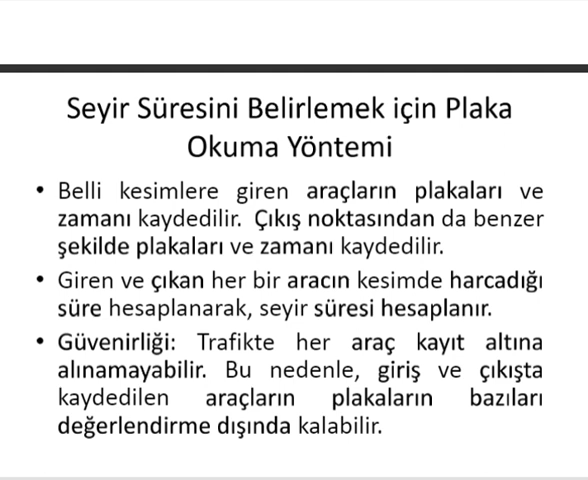 Seyir Süresini Belirlemek için Plaka
Okuma Yöntemi
• Belli kesimlere giren araçların plakaları ve
zamanı kaydedilir. Çıkış noktasından da benzer
şekilde plakaları ve zamanı kaydedilir.
• Giren ve çıkan her bir aracın kesimde harcadığı
süre hesaplanarak, seyir süresi hesaplanır.
• Güvenirliği: Trafikte her araç kayıt altına
alınamayabilir. Bu nedenle, giriş ve çıkışta
kaydedilen araçların plakaların bazıları
değerlendirme dışında kalabilir.